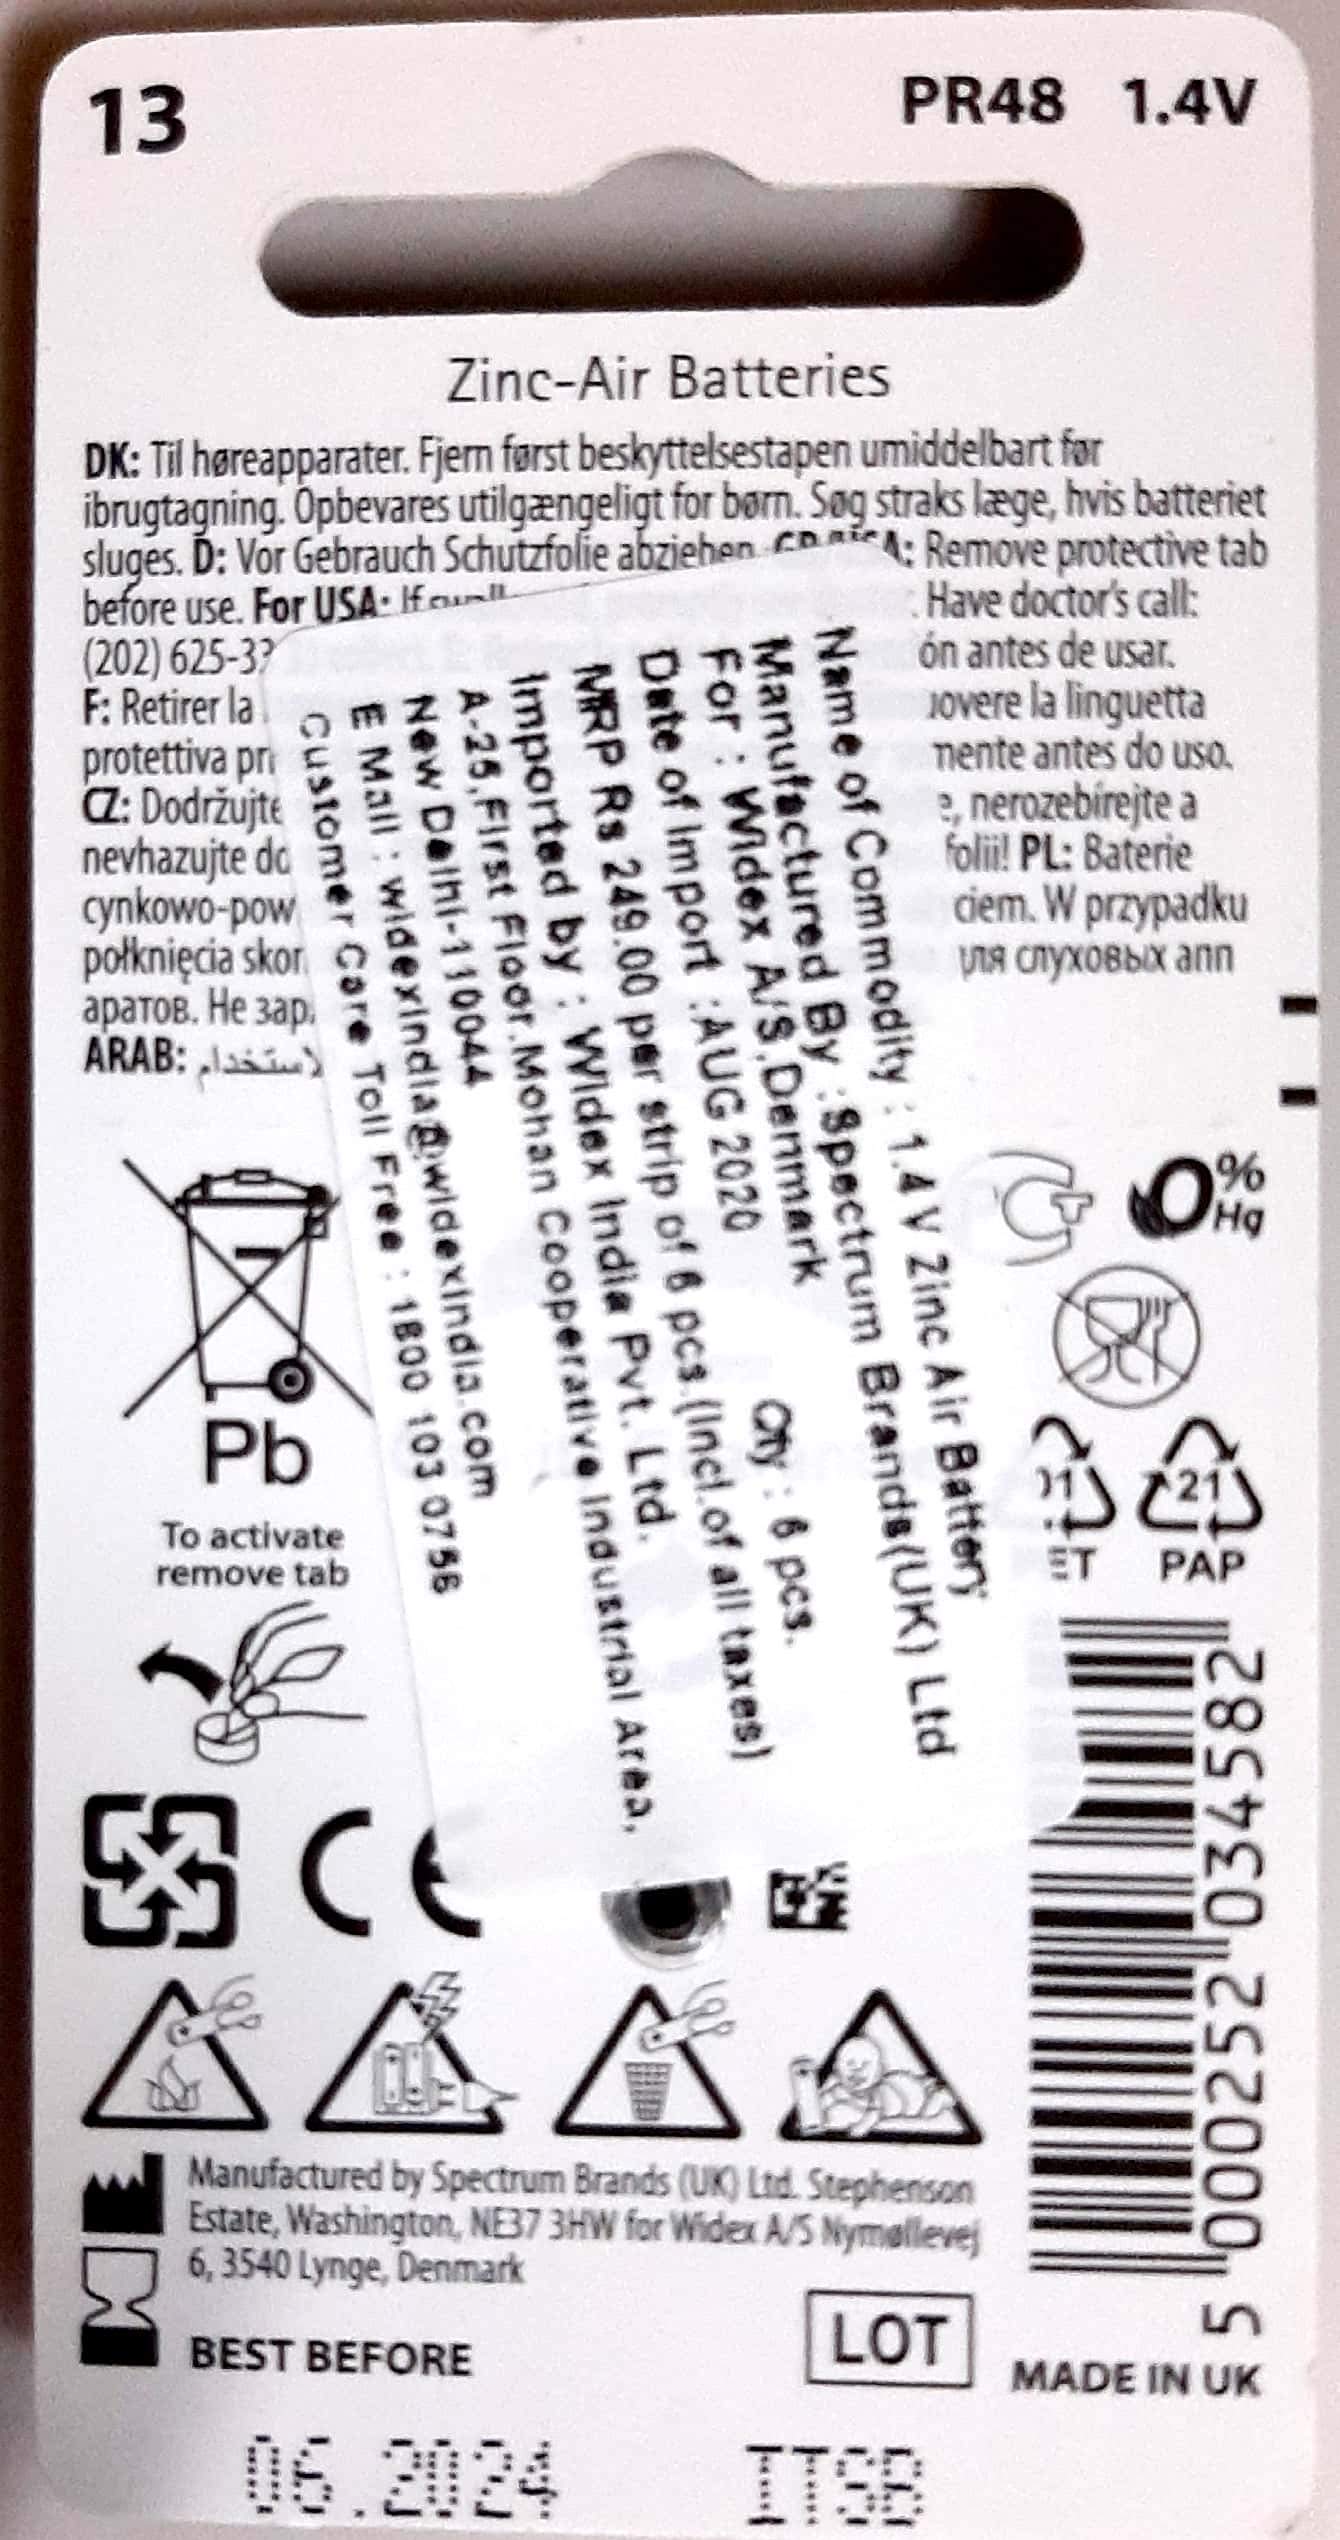 13
PR48 1.4V
Zinc-Air Batteries
DK: Til høreapparater. Fjern først beskyttelsestapen umiddelbart før
ibrugtagning. Opbevares utilgængeligt for børn. Søg straks læge, hvis batteriet
sluges. D: Vor Gebrauch Schutzfolie abziehen. A: Remove protective tab
before use. For USA: If Have doctor's call:
(202) 625-33 ón antes de usar.
F: Retirer la overe la linguetta
protettiva pri mente antes do uso.
CZ: Dodržujte e, nerozebírejte a
nevhazujte do folii! PL: Baterie
cynkowo-pow ciem. W przypadku
połknięcia skor для слуховых апп
аратов. Не зар
ARAB:
Name of Commodity : 1.4 V Zinc Air Battery
Manufactured By : Spectrum Brands(UK) Ltd
For : Widex A/S,Denmark
Date of Import : AUG 2020 Qty : 6 pcs.
MRP Rs 249.00 per strip of 6 pcs.(Incl.of all taxes)
Imported by : Widex India Pvt. Ltd.
A-25,First Floor,Mohan Cooperative Industrial Area,
New Delhi-110044
E Mail : widexindia@widexindia.com
Customer Care Toll Free : 1800 103 0756
0% Hg
Pb
To activate
remove tab
01 21
ET PAP
CE
5 000252 034582
Manufactured by Spectrum Brands (UK) Ltd. Stephenson
Estate, Washington, NE37 3HW for Widex A/S Nymøllevej
6, 3540 Lynge, Denmark
BEST BEFORE
LOT
MADE IN UK
06.2024